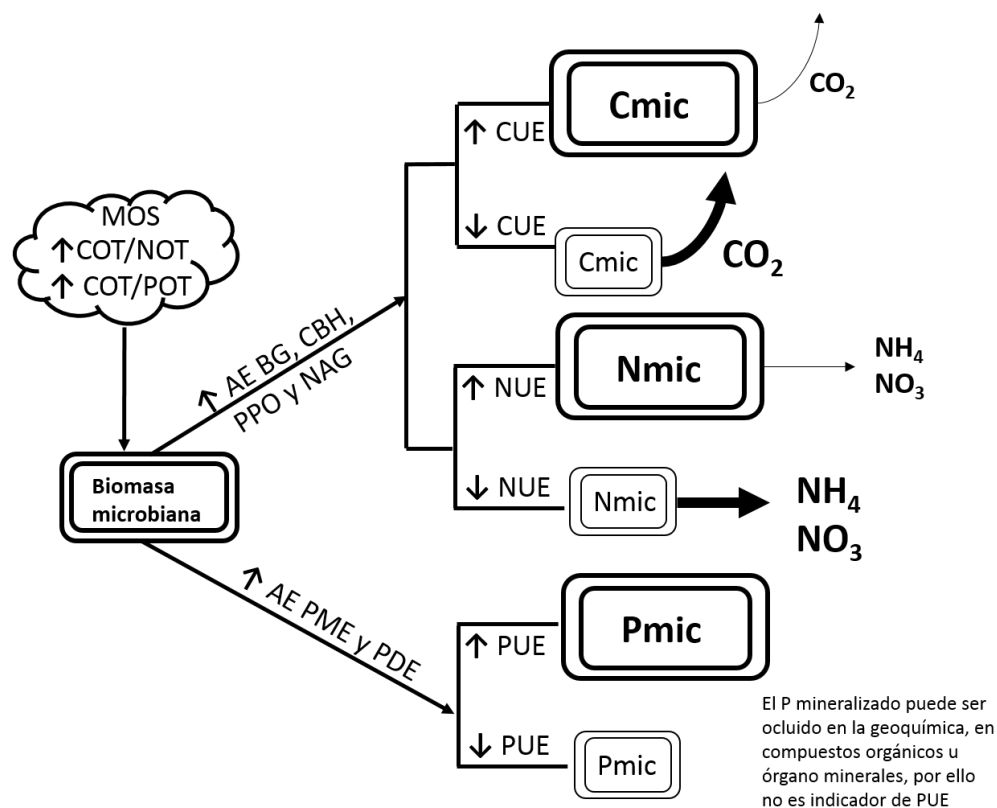 MOS
↑COT/NOT
↑ COT/POT
Biomasa
microbiana
↑ AE BG, CBH,
PPO y NAG
↑ AE PME y PDE
↑ CUE
Cmic
CO₂
↓ CUE
Cmic
CO₂
↑ NUE
Nmic
NH₄
NO₃
↓ NUE
Nmic
NH₄
NO₃
↑ PUE
Pmic
↓ PUE
Pmic
El P mineralizado puede ser
ocluido en la geoquímica, en
compuestos orgánicos u
órgano minerales, por ello
no es indicador de PUE